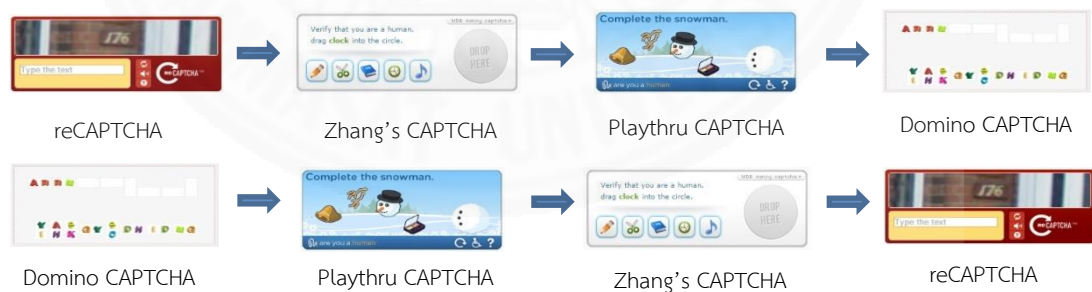 176
Type the text
reCAPTCHA™
Verify that you are a human,
drag clock into the circle.
DROP
HERE
Complete the snowman.
are you a human
?
reCAPTCHA
Zhang's CAPTCHA
Playthru CAPTCHA
Domino CAPTCHA
Complete the snowman.
are you a human
?
Verify that you are a human,
drag clock into the circle.
DROP
HERE
176
Type the text
reCAPTCHA™
Domino CAPTCHA
Playthru CAPTCHA
Zhang's CAPTCHA
reCAPTCHA